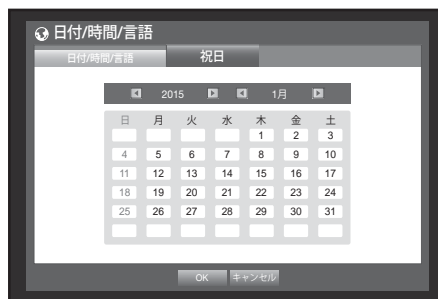 日付/時間/言語
日付/時間/言語 祝日
2015 1月
日 月 火 水 木 金 土
1 2 3
4 5 6 7 8 9 10
11 12 13 14 15 16 17
18 19 20 21 22 23 24
25 26 27 28 29 30 31
OK キャンセル